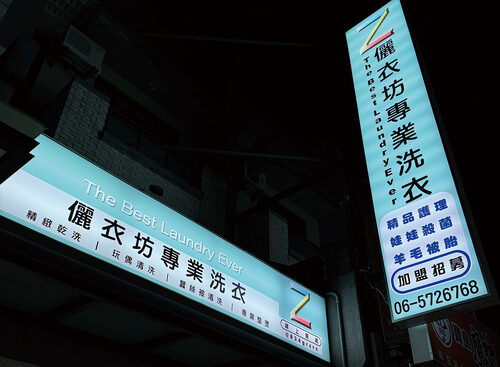 The Best Laundry Ever
儷衣坊專業洗衣
精緻乾洗 | 玩偶清洗 | 蠶絲被清洗 | 專業整燙
儷衣坊專業洗衣
The Best Laundry Ever
精品護理
娃娃殺菌
羊毛被胎
加盟招募
06-5726768